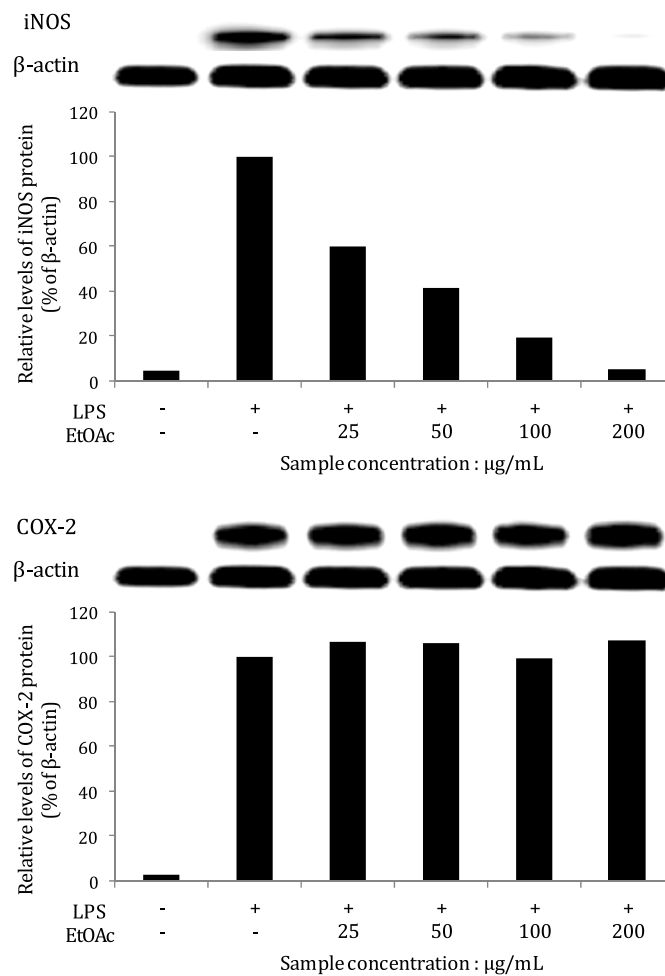 iNOS
β-actin
Relative levels of iNOS protein
(% of β-actin)
120
100
80
60
40
20
0
LPS - + + + + +
EtOAc - - 25 50 100 200
Sample concentration : μg/mL
COX-2
β-actin
Relative levels of COX-2 protein
(% of β-actin)
120
100
80
60
40
20
0
LPS - + + + + +
EtOAc - - 25 50 100 200
Sample concentration : μg/mL